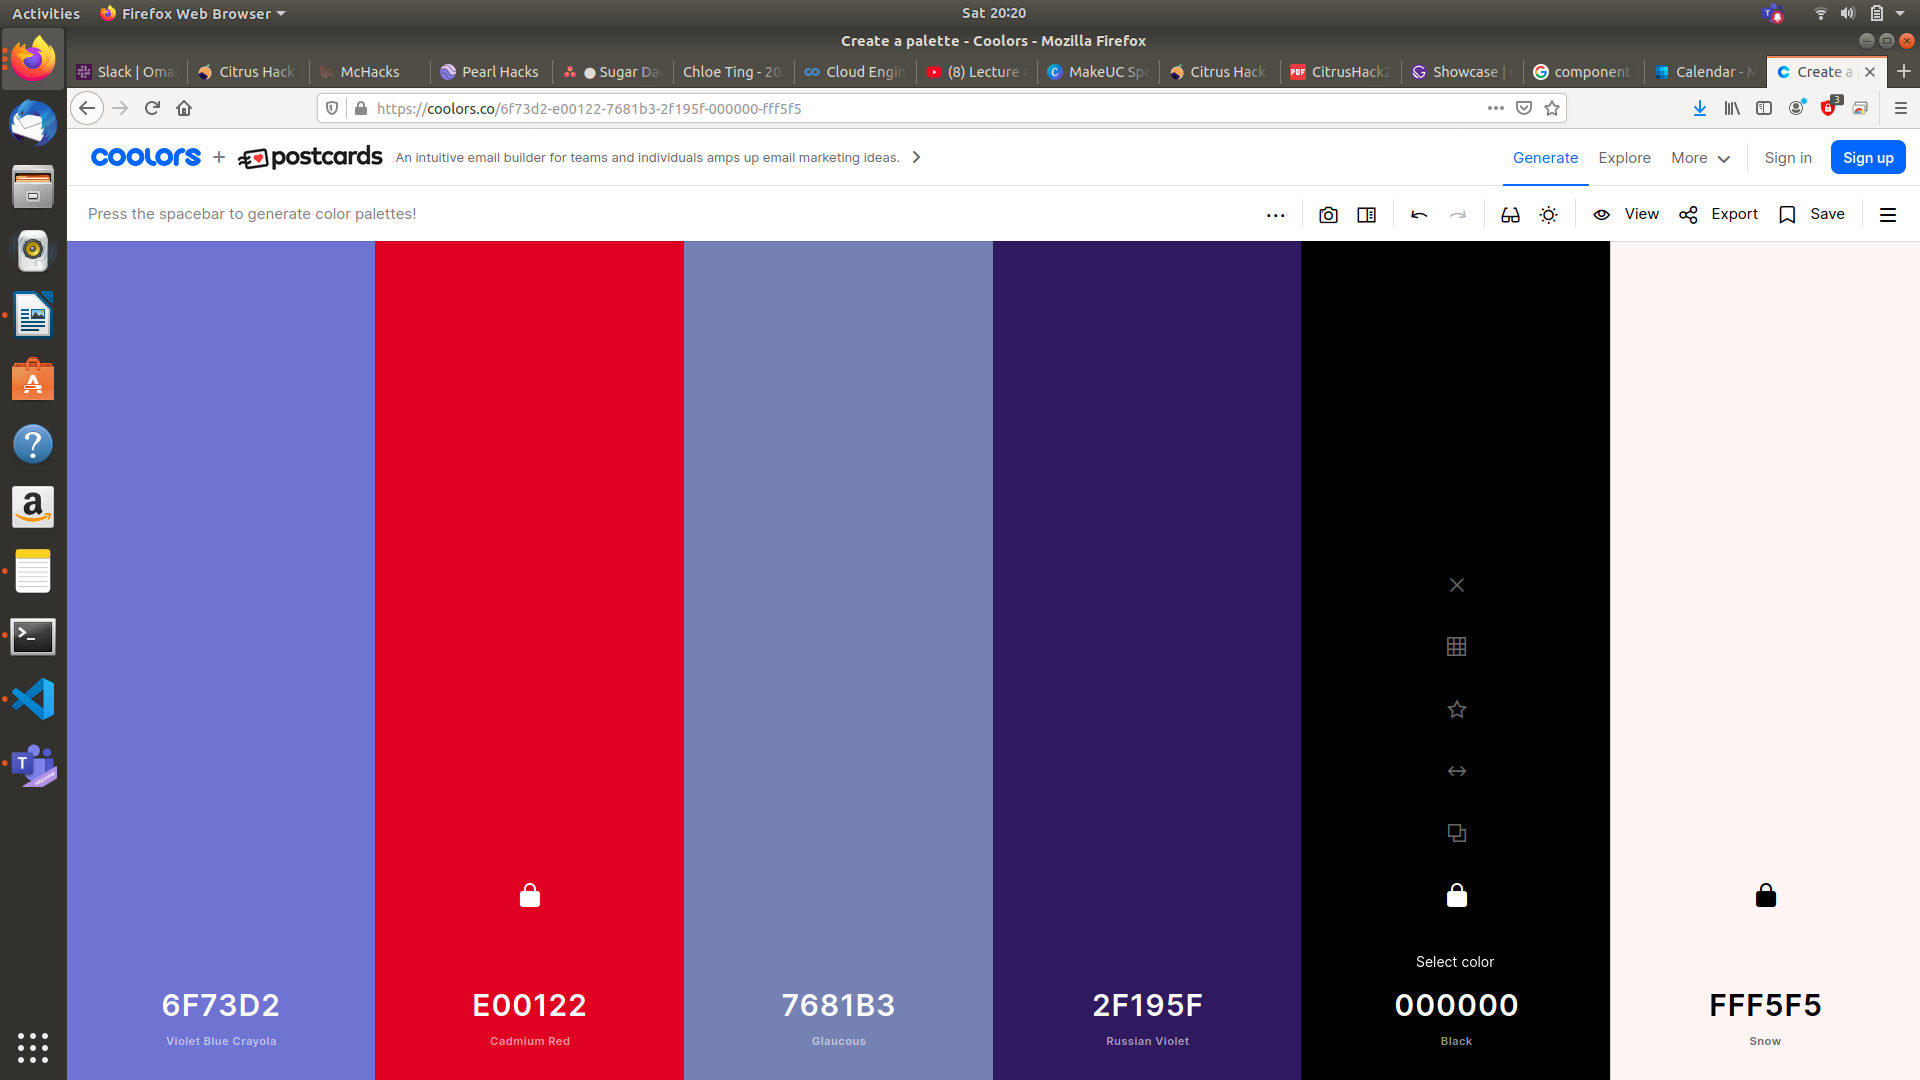 Activities Firefox Web Browser Sat 20:20
Create a palette - Coolors - Mozilla Firefox
Slack | Oma Citrus Hack McHacks Pearl Hacks Sugar Da Chloe Ting - 20 Cloud Engin (8) Lecture MakeUC Sp Citrus Hack PDF CitrusHack2 Showcase | component Calendar - M Create a
https://coolors.co/6f73d2-e00122-7681b3-2f195f-000000-fff5f5 3
coolors + postcards An intuitive email builder for teams and individuals amps up email marketing ideas. Generate Explore More Sign in Sign up
Press the spacebar to generate color palettes! View Export Save
Select color
6F73D2 E00122 7681B3 2F195F 000000 FFF5F5
Violet Blue Crayola Cadmium Red Glaucous Russian Violet Black Snow